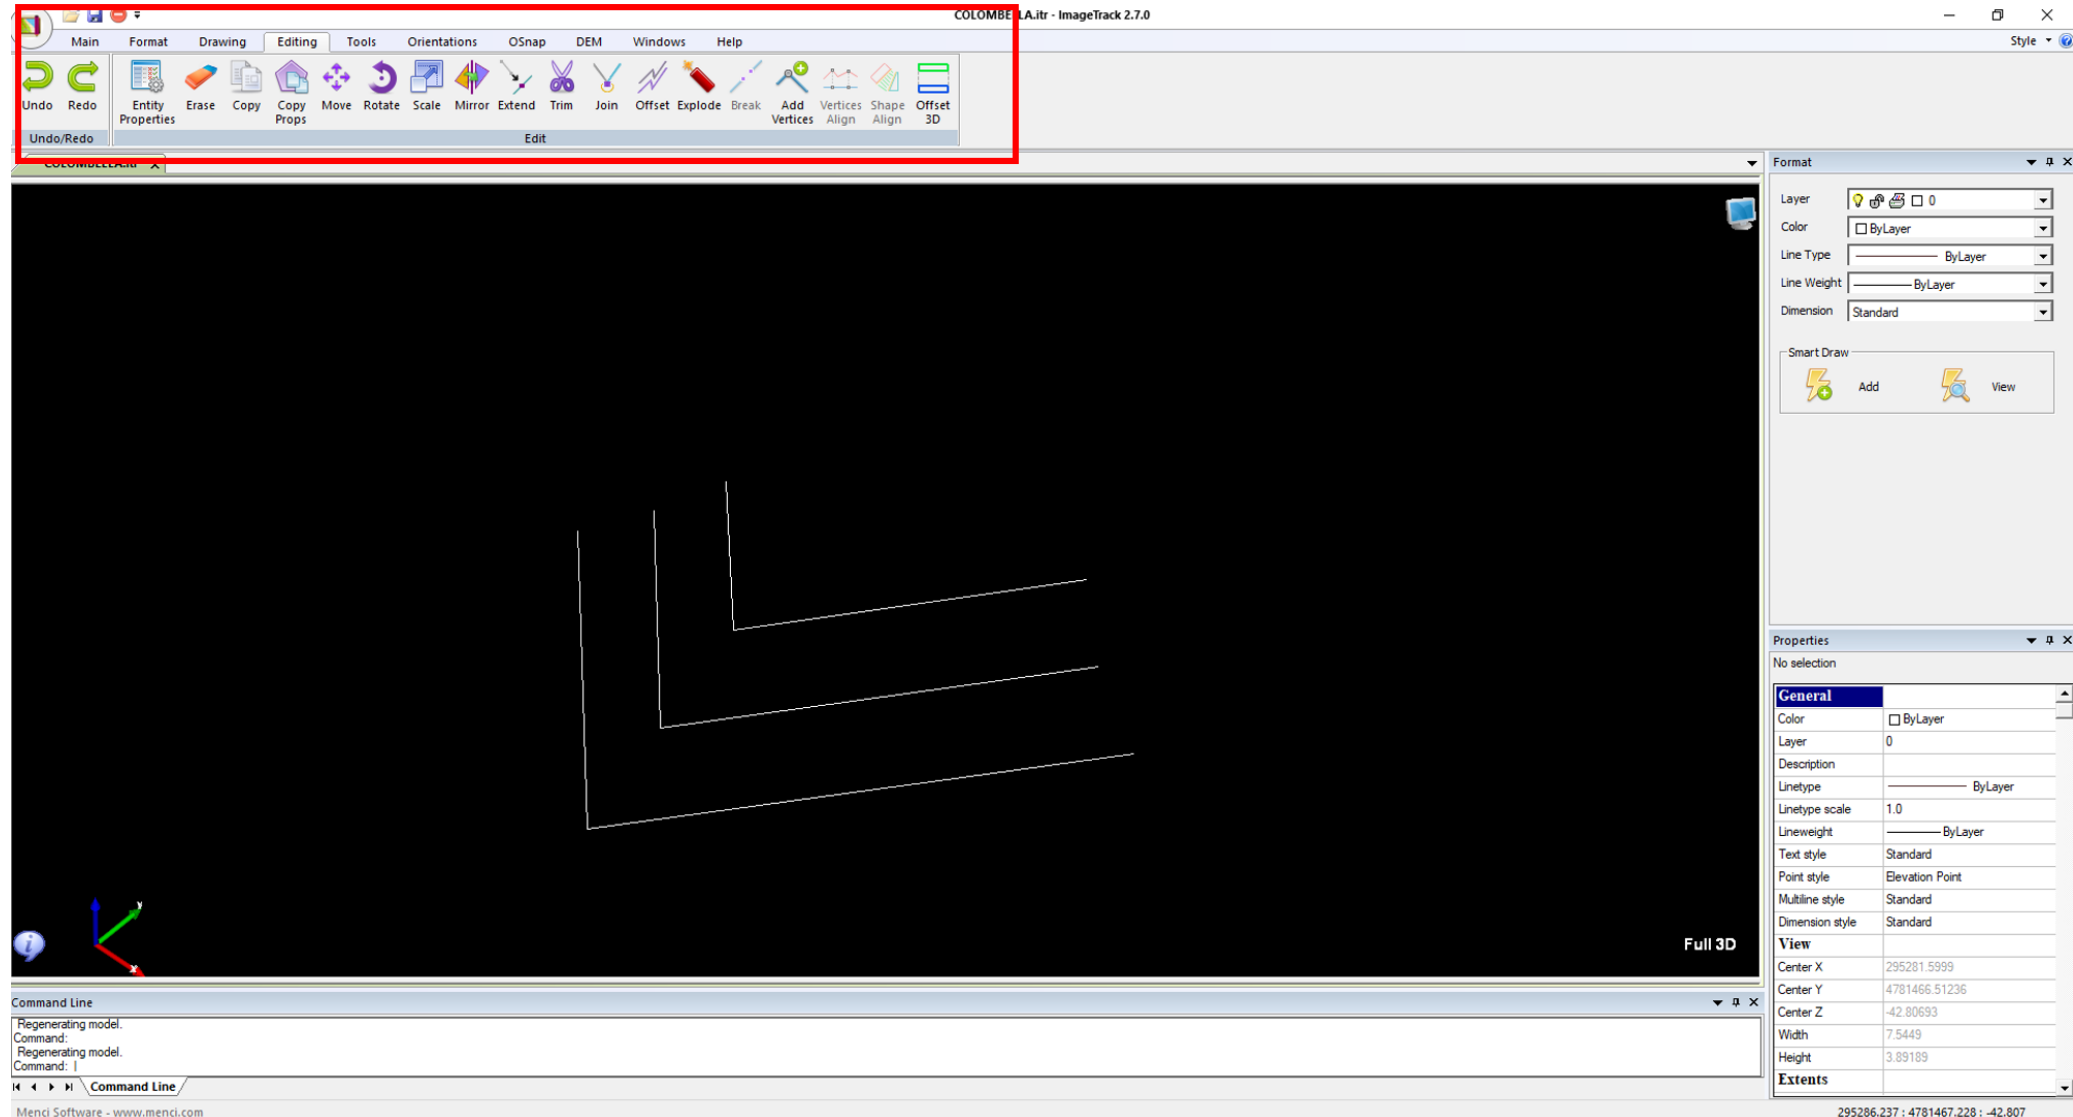 COLOMBELLA.itr - ImageTrack 2.7.0
Main Format Drawing Editing Tools Orientations OSnap DEM Windows Help Style
Undo Redo Entity Properties Erase Copy Copy Props Move Rotate Scale Mirror Extend Trim Join Offset Explode Break Add Vertices Vertices Align Shape Align Offset 3D
Undo/Redo Edit
COLOMBELLA.itr x
Format
Layer 0
Color ByLayer
Line Type ByLayer
Line Weight ByLayer
Dimension Standard
Smart Draw
Add View
Properties
No selection
General
Color ByLayer
Layer 0
Description
Linetype ByLayer
Linetype scale 1.0
Lineweight ByLayer
Text style Standard
Point style Elevation Point
Multiline style Standard
Dimension style Standard
View
Center X 295281.5999
Center Y 4781466.51236
Center Z -42.80693
Width 7.5449
Height 3.89189
Extents
y
x
Full 3D
Command Line
Regenerating model.
Command:
Regenerating model.
Command: |
Command Line
Menci Software - www.menci.com
295286.237 : 4781467.228 : -42.807